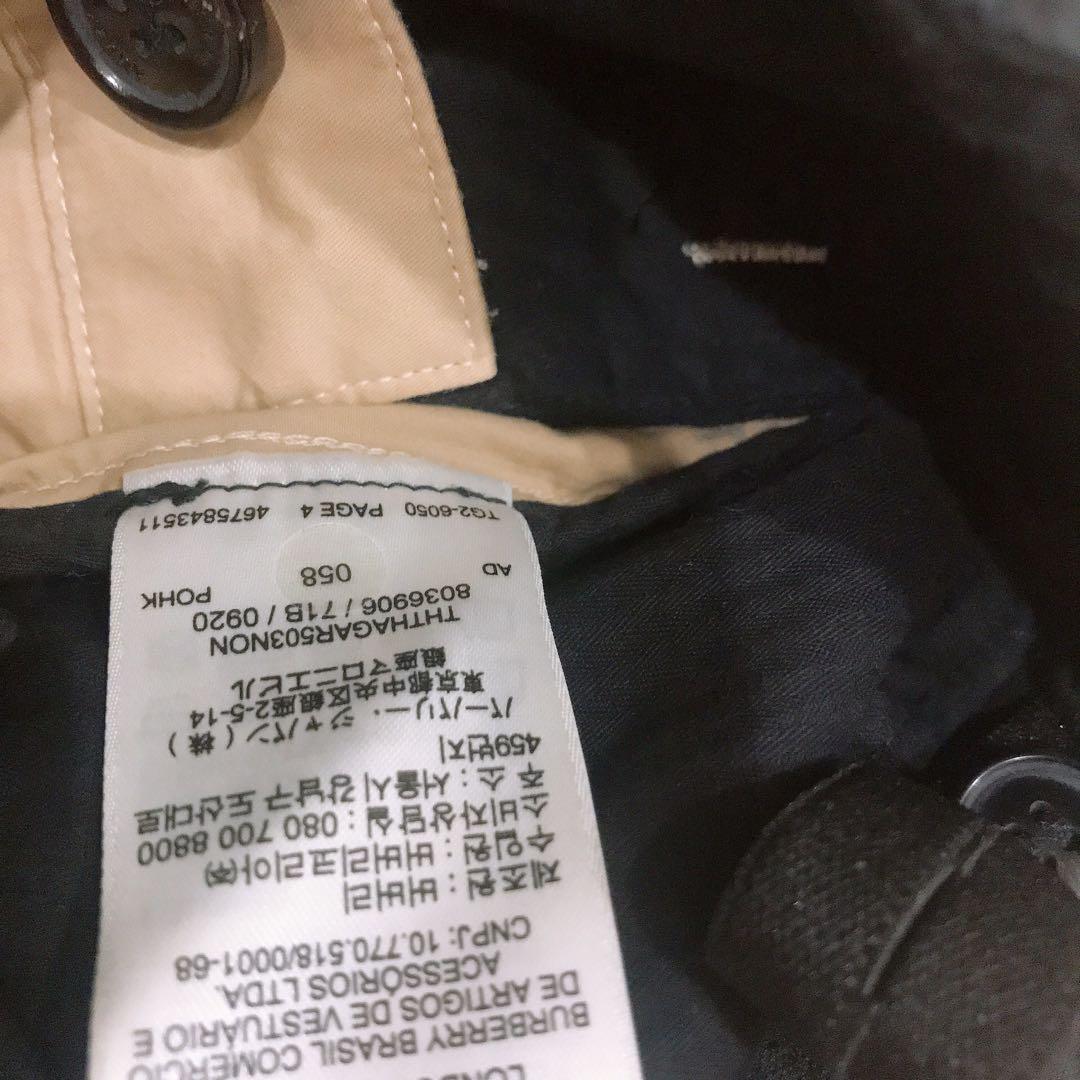 BURBERRY BRASIL COMERCIO
DE ARTIGOS DE VESTUÁRIO E
ACESSÓRIOS LTDA.
CNPJ: 10.770.518/0001-68
제조원 : 버버리
수입원 : 버버리코리아㈜
소비자상담실 : 080 700 8800
주 소 : 서울시 강남구 도산대로
459번지
バーバリー・ジャパン ( 株 )
東京都中央区銀座2-5-14
銀座マロニエビル
THTHAGAR503NON
8036906 / 71B / 0920
AD 058 POHK
TG2-6050 PAGE 4 4675843511